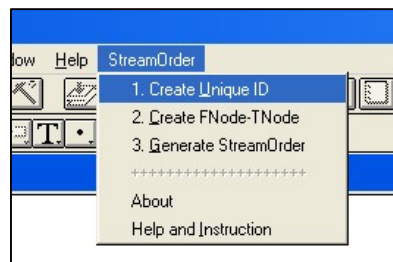 dow Help StreamOrder
1. Create Unique ID
2. Create FNode-TNode
T
3. Generate StreamOrder
++++++++++++++++++++
About
Help and Instruction